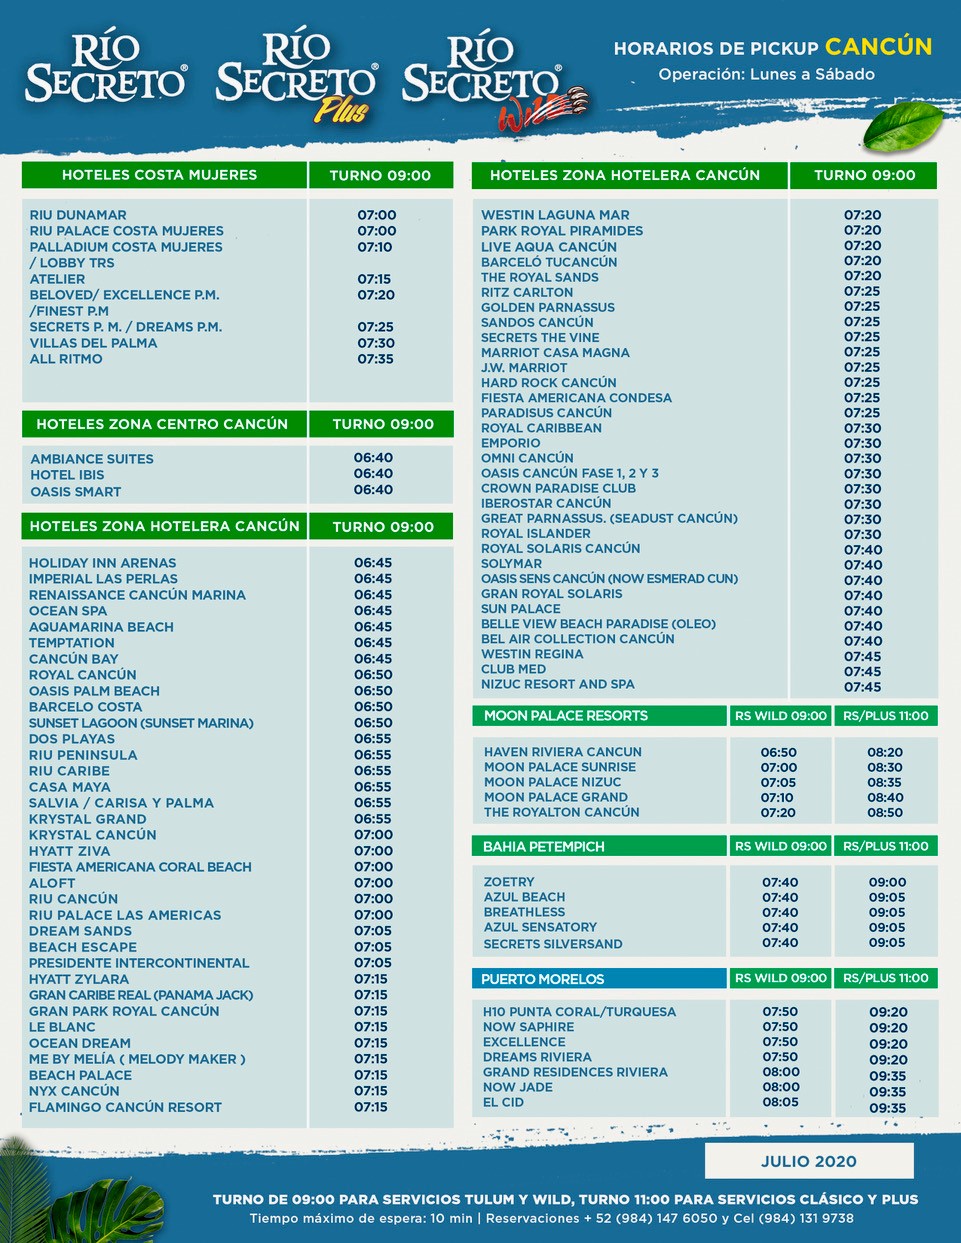 RÍO SECRETO®
RÍO SECRETO® Plus
RÍO SECRETO® Wild
HORARIOS DE PICKUP CANCÚN
Operación: Lunes a Sábado
HOTELES COSTA MUJERES TURNO 09:00
RIU DUNAMAR 07:00
RIU PALACE COSTA MUJERES 07:00
PALLADIUM COSTA MUJERES 07:10
/ LOBBY TRS
ATELIER 07:15
BELOVED/ EXCELLENCE P.M. 07:20
/FINEST P.M
SECRETS P. M. / DREAMS P.M. 07:25
VILLAS DEL PALMA 07:30
ALL RITMO 07:35
HOTELES ZONA CENTRO CANCÚN TURNO 09:00
AMBIANCE SUITES 06:40
HOTEL IBIS 06:40
OASIS SMART 06:40
HOTELES ZONA HOTELERA CANCÚN TURNO 09:00
HOLIDAY INN ARENAS 06:45
IMPERIAL LAS PERLAS 06:45
RENAISSANCE CANCÚN MARINA 06:45
OCEAN SPA 06:45
AQUAMARINA BEACH 06:45
TEMPTATION 06:45
CANCÚN BAY 06:45
ROYAL CANCÚN 06:50
OASIS PALM BEACH 06:50
BARCELO COSTA 06:50
SUNSET LAGOON (SUNSET MARINA) 06:50
DOS PLAYAS 06:55
RIU PENINSULA 06:55
RIU CARIBE 06:55
CASA MAYA 06:55
SALVIA / CARISA Y PALMA 06:55
KRYSTAL GRAND 06:55
KRYSTAL CANCÚN 07:00
HYATT ZIVA 07:00
FIESTA AMERICANA CORAL BEACH 07:00
ALOFT 07:00
RIU CANCÚN 07:00
RIU PALACE LAS AMERICAS 07:00
DREAM SANDS 07:05
BEACH ESCAPE 07:05
PRESIDENTE INTERCONTINENTAL 07:05
HYATT ZYLARA 07:15
GRAN CARIBE REAL (PANAMA JACK) 07:15
GRAN PARK ROYAL CANCÚN 07:15
LE BLANC 07:15
OCEAN DREAM 07:15
ME BY MELÍA ( MELODY MAKER ) 07:15
BEACH PALACE 07:15
NYX CANCÚN 07:15
FLAMINGO CANCÚN RESORT 07:15
HOTELES ZONA HOTELERA CANCÚN TURNO 09:00
WESTIN LAGUNA MAR 07:20
PARK ROYAL PIRAMIDES 07:20
LIVE AQUA CANCÚN 07:20
BARCELÓ TUCANCÚN 07:20
THE ROYAL SANDS 07:20
RITZ CARLTON 07:25
GOLDEN PARNASSUS 07:25
SANDOS CANCÚN 07:25
SECRETS THE VINE 07:25
MARRIOT CASA MAGNA 07:25
J.W. MARRIOT 07:25
HARD ROCK CANCÚN 07:25
FIESTA AMERICANA CONDESA 07:25
PARADISUS CANCÚN 07:25
ROYAL CARIBBEAN 07:30
EMPORIO 07:30
OMNI CANCÚN 07:30
OASIS CANCÚN FASE 1, 2 Y 3 07:30
CROWN PARADISE CLUB 07:30
IBEROSTAR CANCÚN 07:30
GREAT PARNASSUS. (SEADUST CANCÚN) 07:30
ROYAL ISLANDER 07:30
ROYAL SOLARIS CANCÚN 07:40
SOLYMAR 07:40
OASIS SENS CANCÚN (NOW ESMERAD CUN) 07:40
GRAN ROYAL SOLARIS 07:40
SUN PALACE 07:40
BELLE VIEW BEACH PARADISE (OLEO) 07:40
BEL AIR COLLECTION CANCÚN 07:40
WESTIN REGINA 07:45
CLUB MED 07:45
NIZUC RESORT AND SPA 07:45
MOON PALACE RESORTS RS WILD 09:00 RS/PLUS 11:00
HAVEN RIVIERA CANCUN 06:50 08:20
MOON PALACE SUNRISE 07:00 08:30
MOON PALACE NIZUC 07:05 08:35
MOON PALACE GRAND 07:10 08:40
THE ROYALTON CANCÚN 07:20 08:50
BAHIA PETEMPICH RS WILD 09:00 RS/PLUS 11:00
ZOETRY 07:40 09:00
AZUL BEACH 07:40 09:05
BREATHLESS 07:40 09:05
AZUL SENSATORY 07:40 09:05
SECRETS SILVERSAND 07:40 09:05
PUERTO MORELOS RS WILD 09:00 RS/PLUS 11:00
H10 PUNTA CORAL/TURQUESA 07:50 09:20
NOW SAPHIRE 07:50 09:20
EXCELLENCE 07:50 09:20
DREAMS RIVIERA 07:50 09:20
GRAND RESIDENCES RIVIERA 08:00 09:35
NOW JADE 08:00 09:35
EL CID 08:05 09:35
JULIO 2020
TURNO DE 09:00 PARA SERVICIOS TULUM Y WILD, TURNO 11:00 PARA SERVICIOS CLÁSICO Y PLUS
Tiempo máximo de espera: 10 min | Reservaciones + 52 (984) 147 6050 y Cel (984) 131 9738